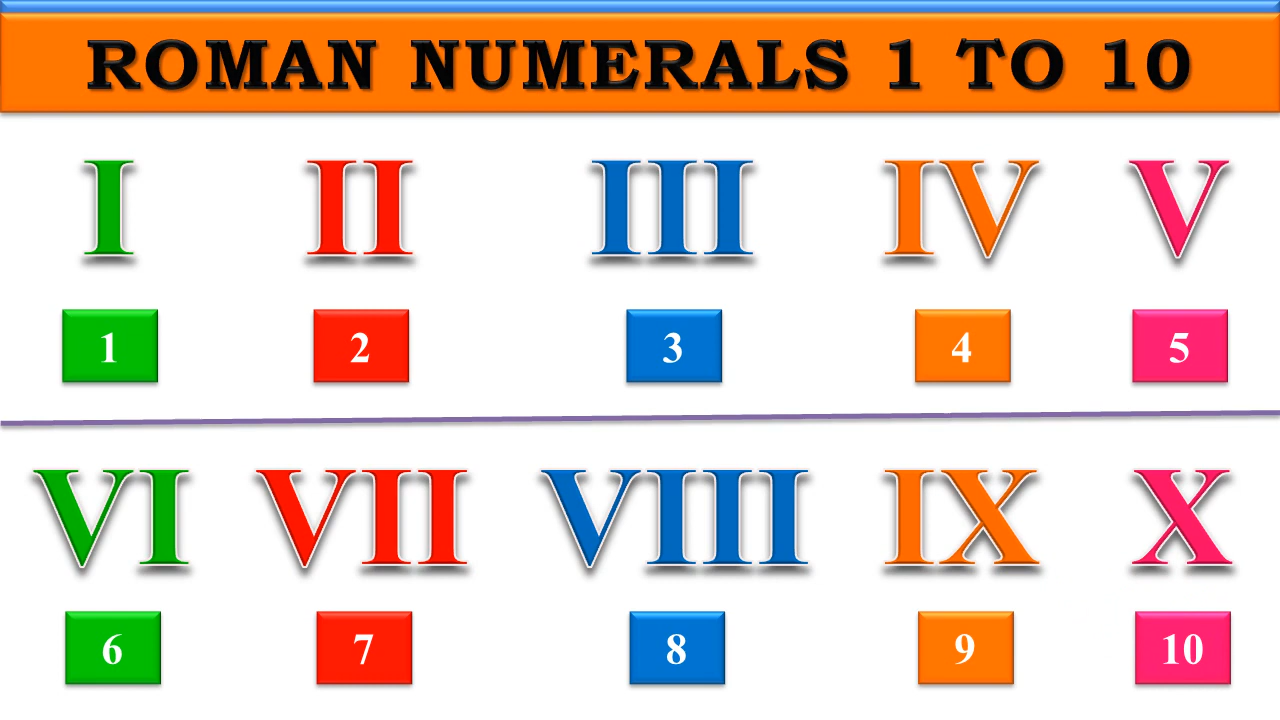 ROMAN NUMERALS 1 TO 10
I II III IV V
1 2 3 4 5
VI VII VIII IX X
6 7 8 9 10